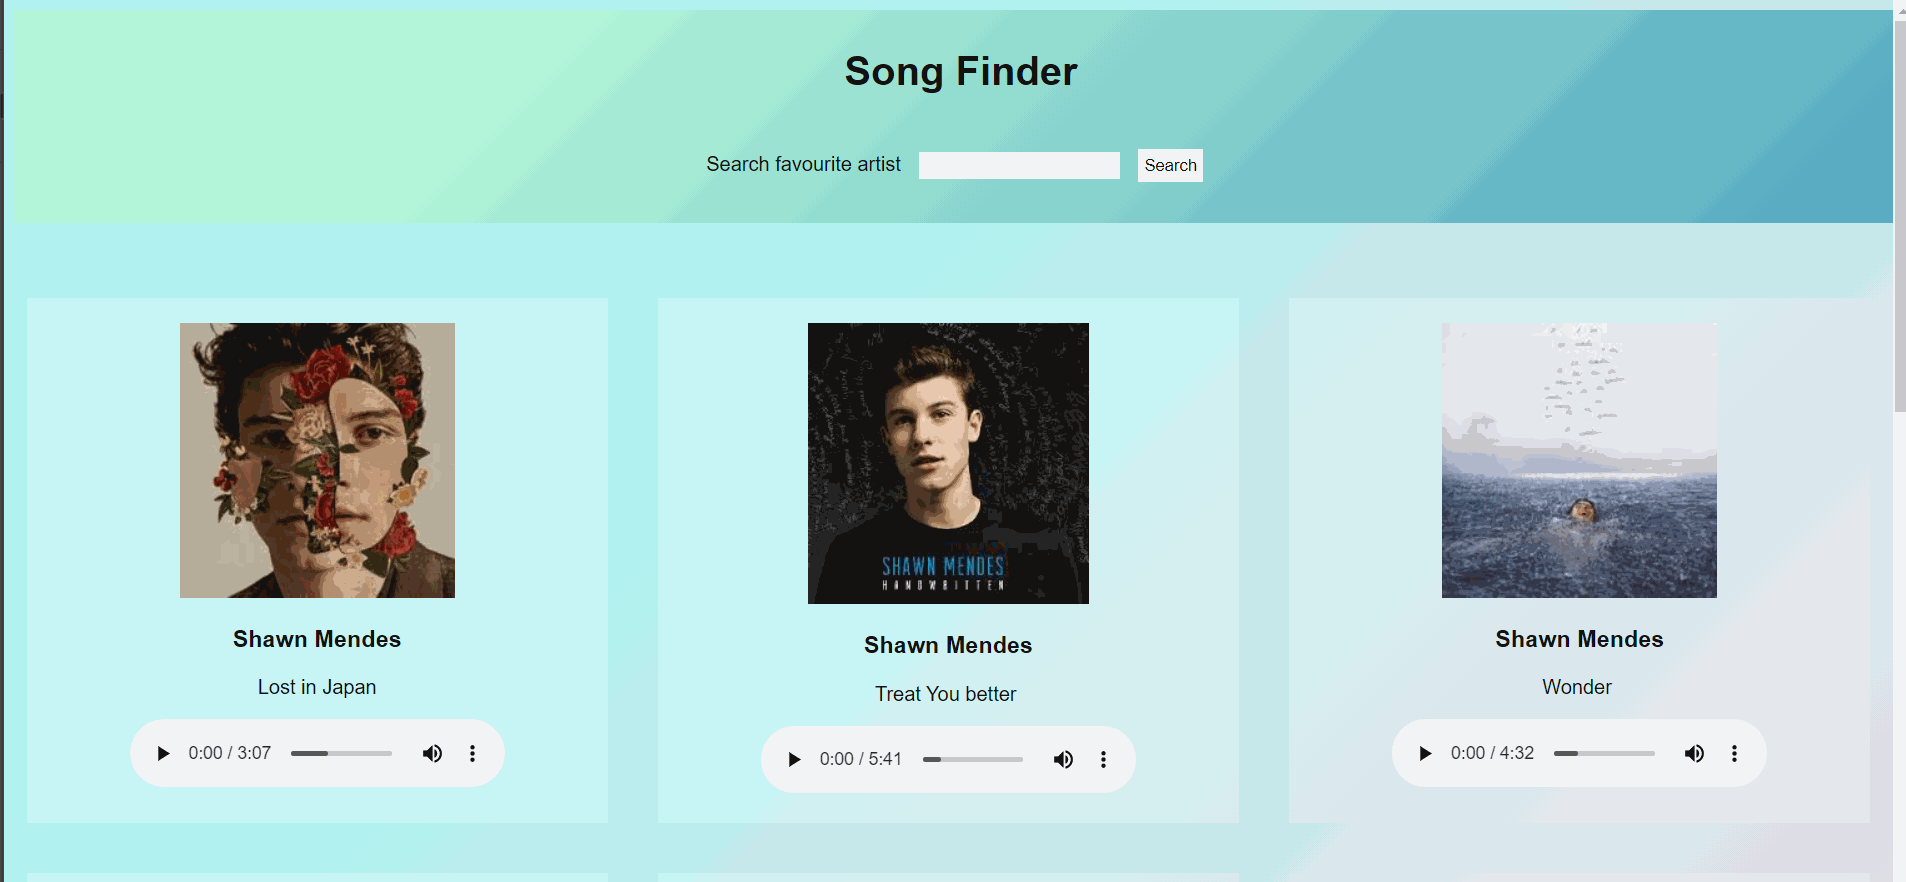 Song Finder
Search favourite artist Search
SHAWN MENDES
HANDWRITTEN
Shawn Mendes
Lost in Japan
0:00 / 3:07
Shawn Mendes
Treat You better
0:00 / 5:41
Shawn Mendes
Wonder
0:00 / 4:32